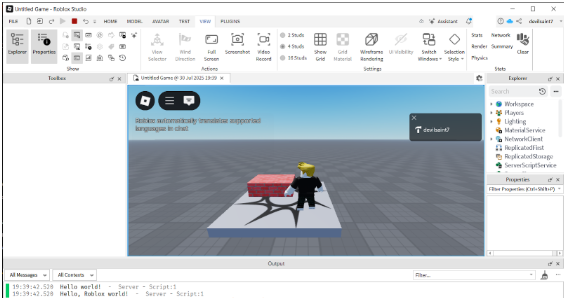 Untitled Game - Roblox Studio
FILE HOME MODEL AVATAR TEST VIEW PLUGINS Assistant devilsaint7
Explorer Properties
Show
View Selector
Wind Direction
Full Screen
Screenshot
Video Record
Actions
1 Studs
4 Studs
16 Studs
Show Grid
Grid Material
Wireframe Rendering
UI Visibility
Switch Windows
Selection Style
Settings
Stats Network
Render Summary
Physics
Clear
Stats
Toolbox
Untitled Game @ 30 Jul 2025 19:39
Explorer
Roblox automatically translates supported
languages in chat
devilsaint7
Search
Workspace
Players
Lighting
MaterialService
NetworkClient
ReplicatedFirst
ReplicatedStorage
ServerScriptService
Properties
Filter Properties (Ctrl+Shift+P)
Output
All Messages All Contexts Filter...
19:39:42.520 Hello world! - Server - Script:1
19:39:42.520 Hello, Roblox world! - Server - Script:1